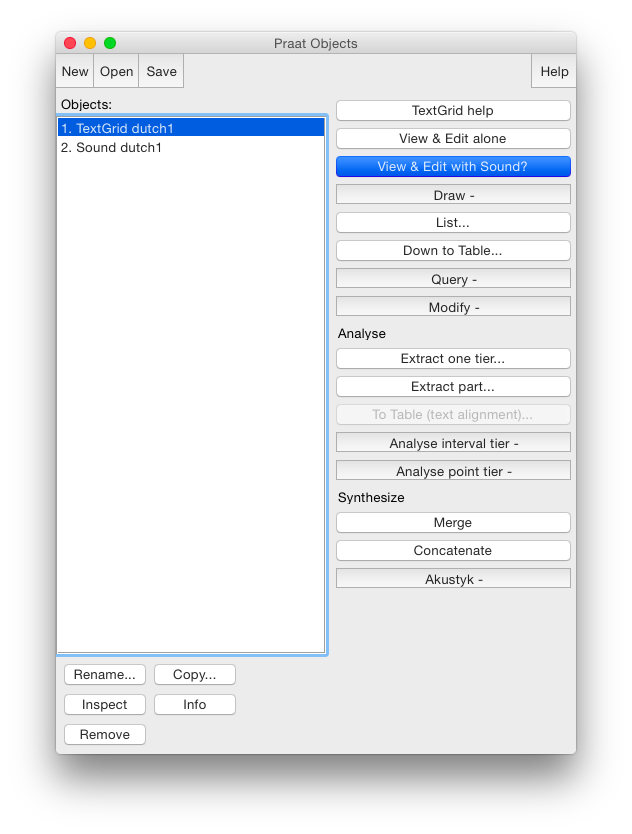 Praat Objects
New Open Save Help
Objects:
1. TextGrid dutch1
2. Sound dutch1
TextGrid help
View & Edit alone
View & Edit with Sound?
Draw -
List...
Down to Table...
Query -
Modify -
Analyse
Extract one tier...
Extract part...
To Table (text alignment)...
Analyse interval tier -
Analyse point tier -
Synthesize
Merge
Concatenate
Akustyk -
Rename... Copy...
Inspect Info
Remove